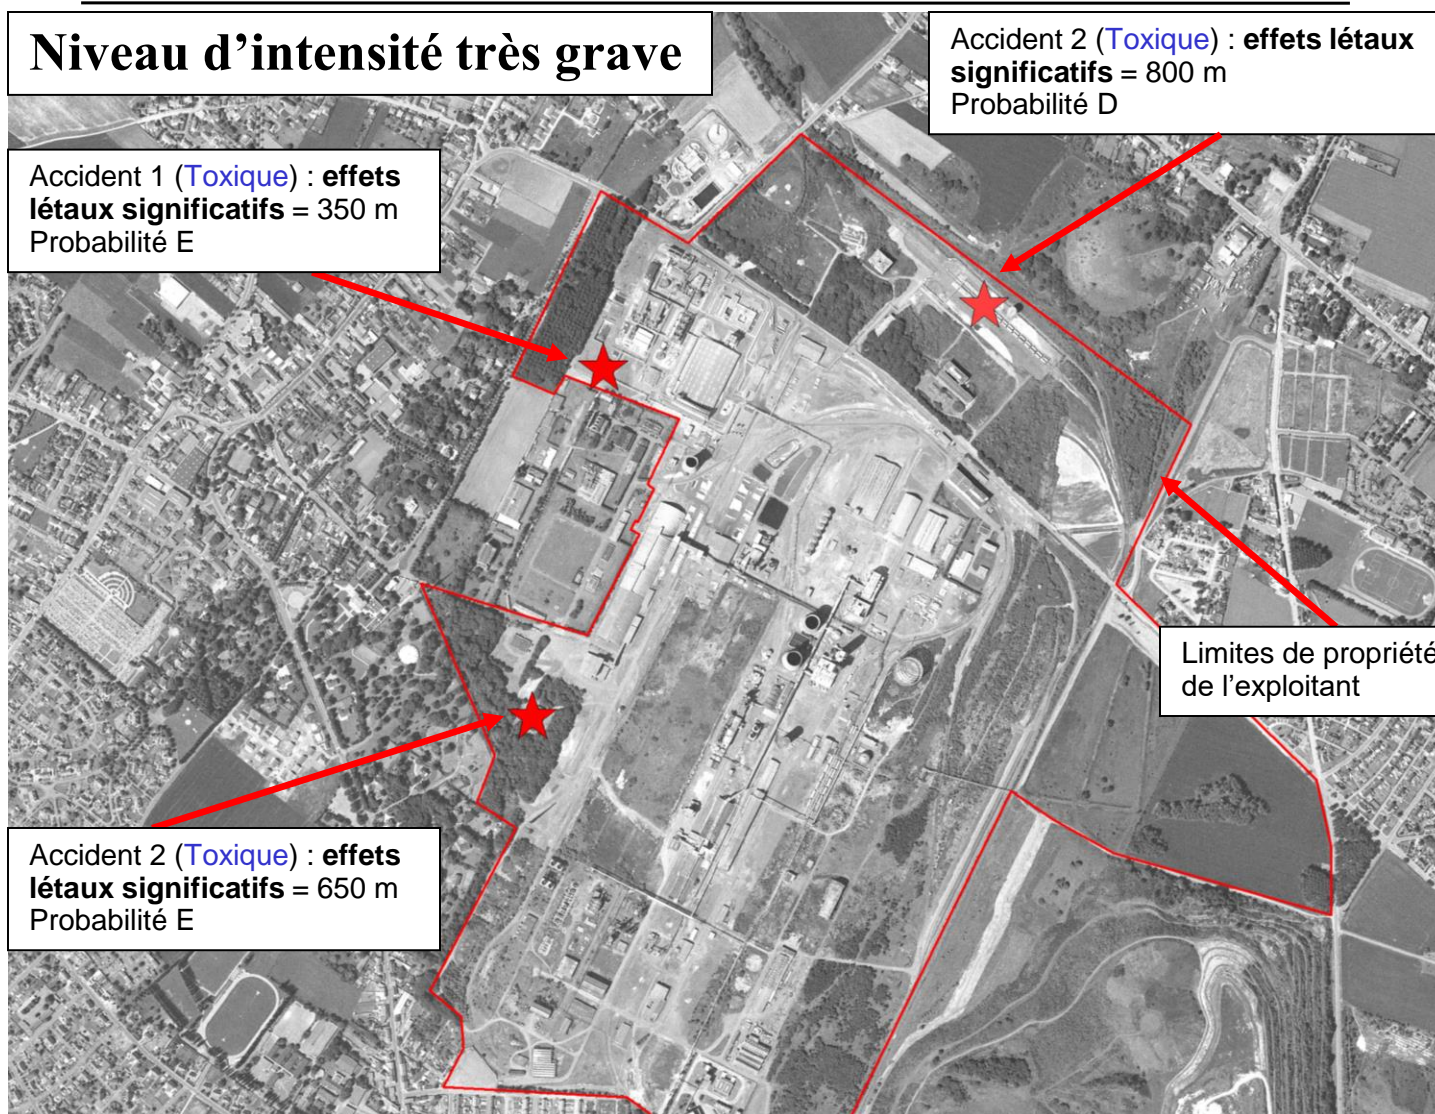 Niveau d’intensité très grave
Accident 2 (Toxique) : effets létaux
significatifs = 800 m
Probabilité D
Accident 1 (Toxique) : effets
létaux significatifs = 350 m
Probabilité E
Limites de propriété
de l’exploitant
Accident 2 (Toxique) : effets
létaux significatifs = 650 m
Probabilité E